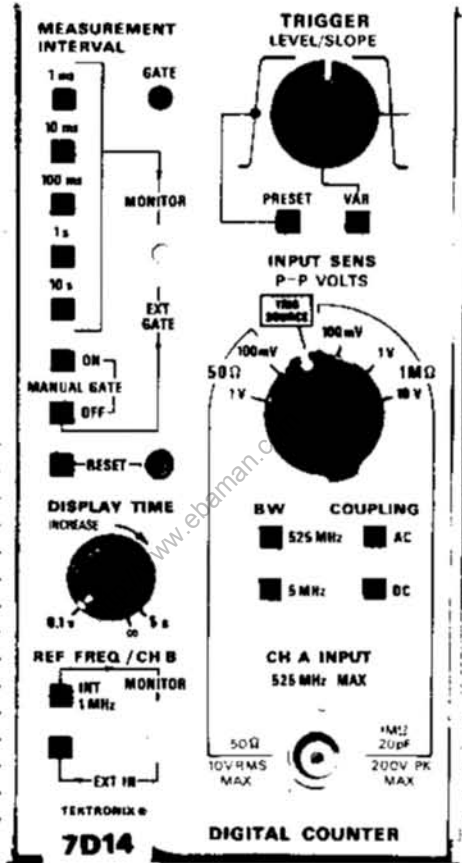 MEASUREMENT
INTERVAL
1 ms
GATE
10 ms
100 ms
MONITOR
1 s
10 s
EXT
GATE
ON
MANUAL GATE
OFF
RESET
DISPLAY TIME
INCREASE
0.1s
∞
5 s
REF FREQ/CH B
INT
1 MHz
MONITOR
EXT IN
TEKTRONIX®
7D14
TRIGGER
LEVEL/SLOPE
PRESET
VAR
INPUT SENS
P-P VOLTS
TRIG
SOURCE
100mV
100mV
50Ω
1V
1V
1MΩ
10V
BW
COUPLING
525 MHz
AC
5 MHz
DC
CH A INPUT
525 MHz MAX
50Ω
10V RMS
MAX
1MΩ
20pF
200V PK
MAX
DIGITAL COUNTER